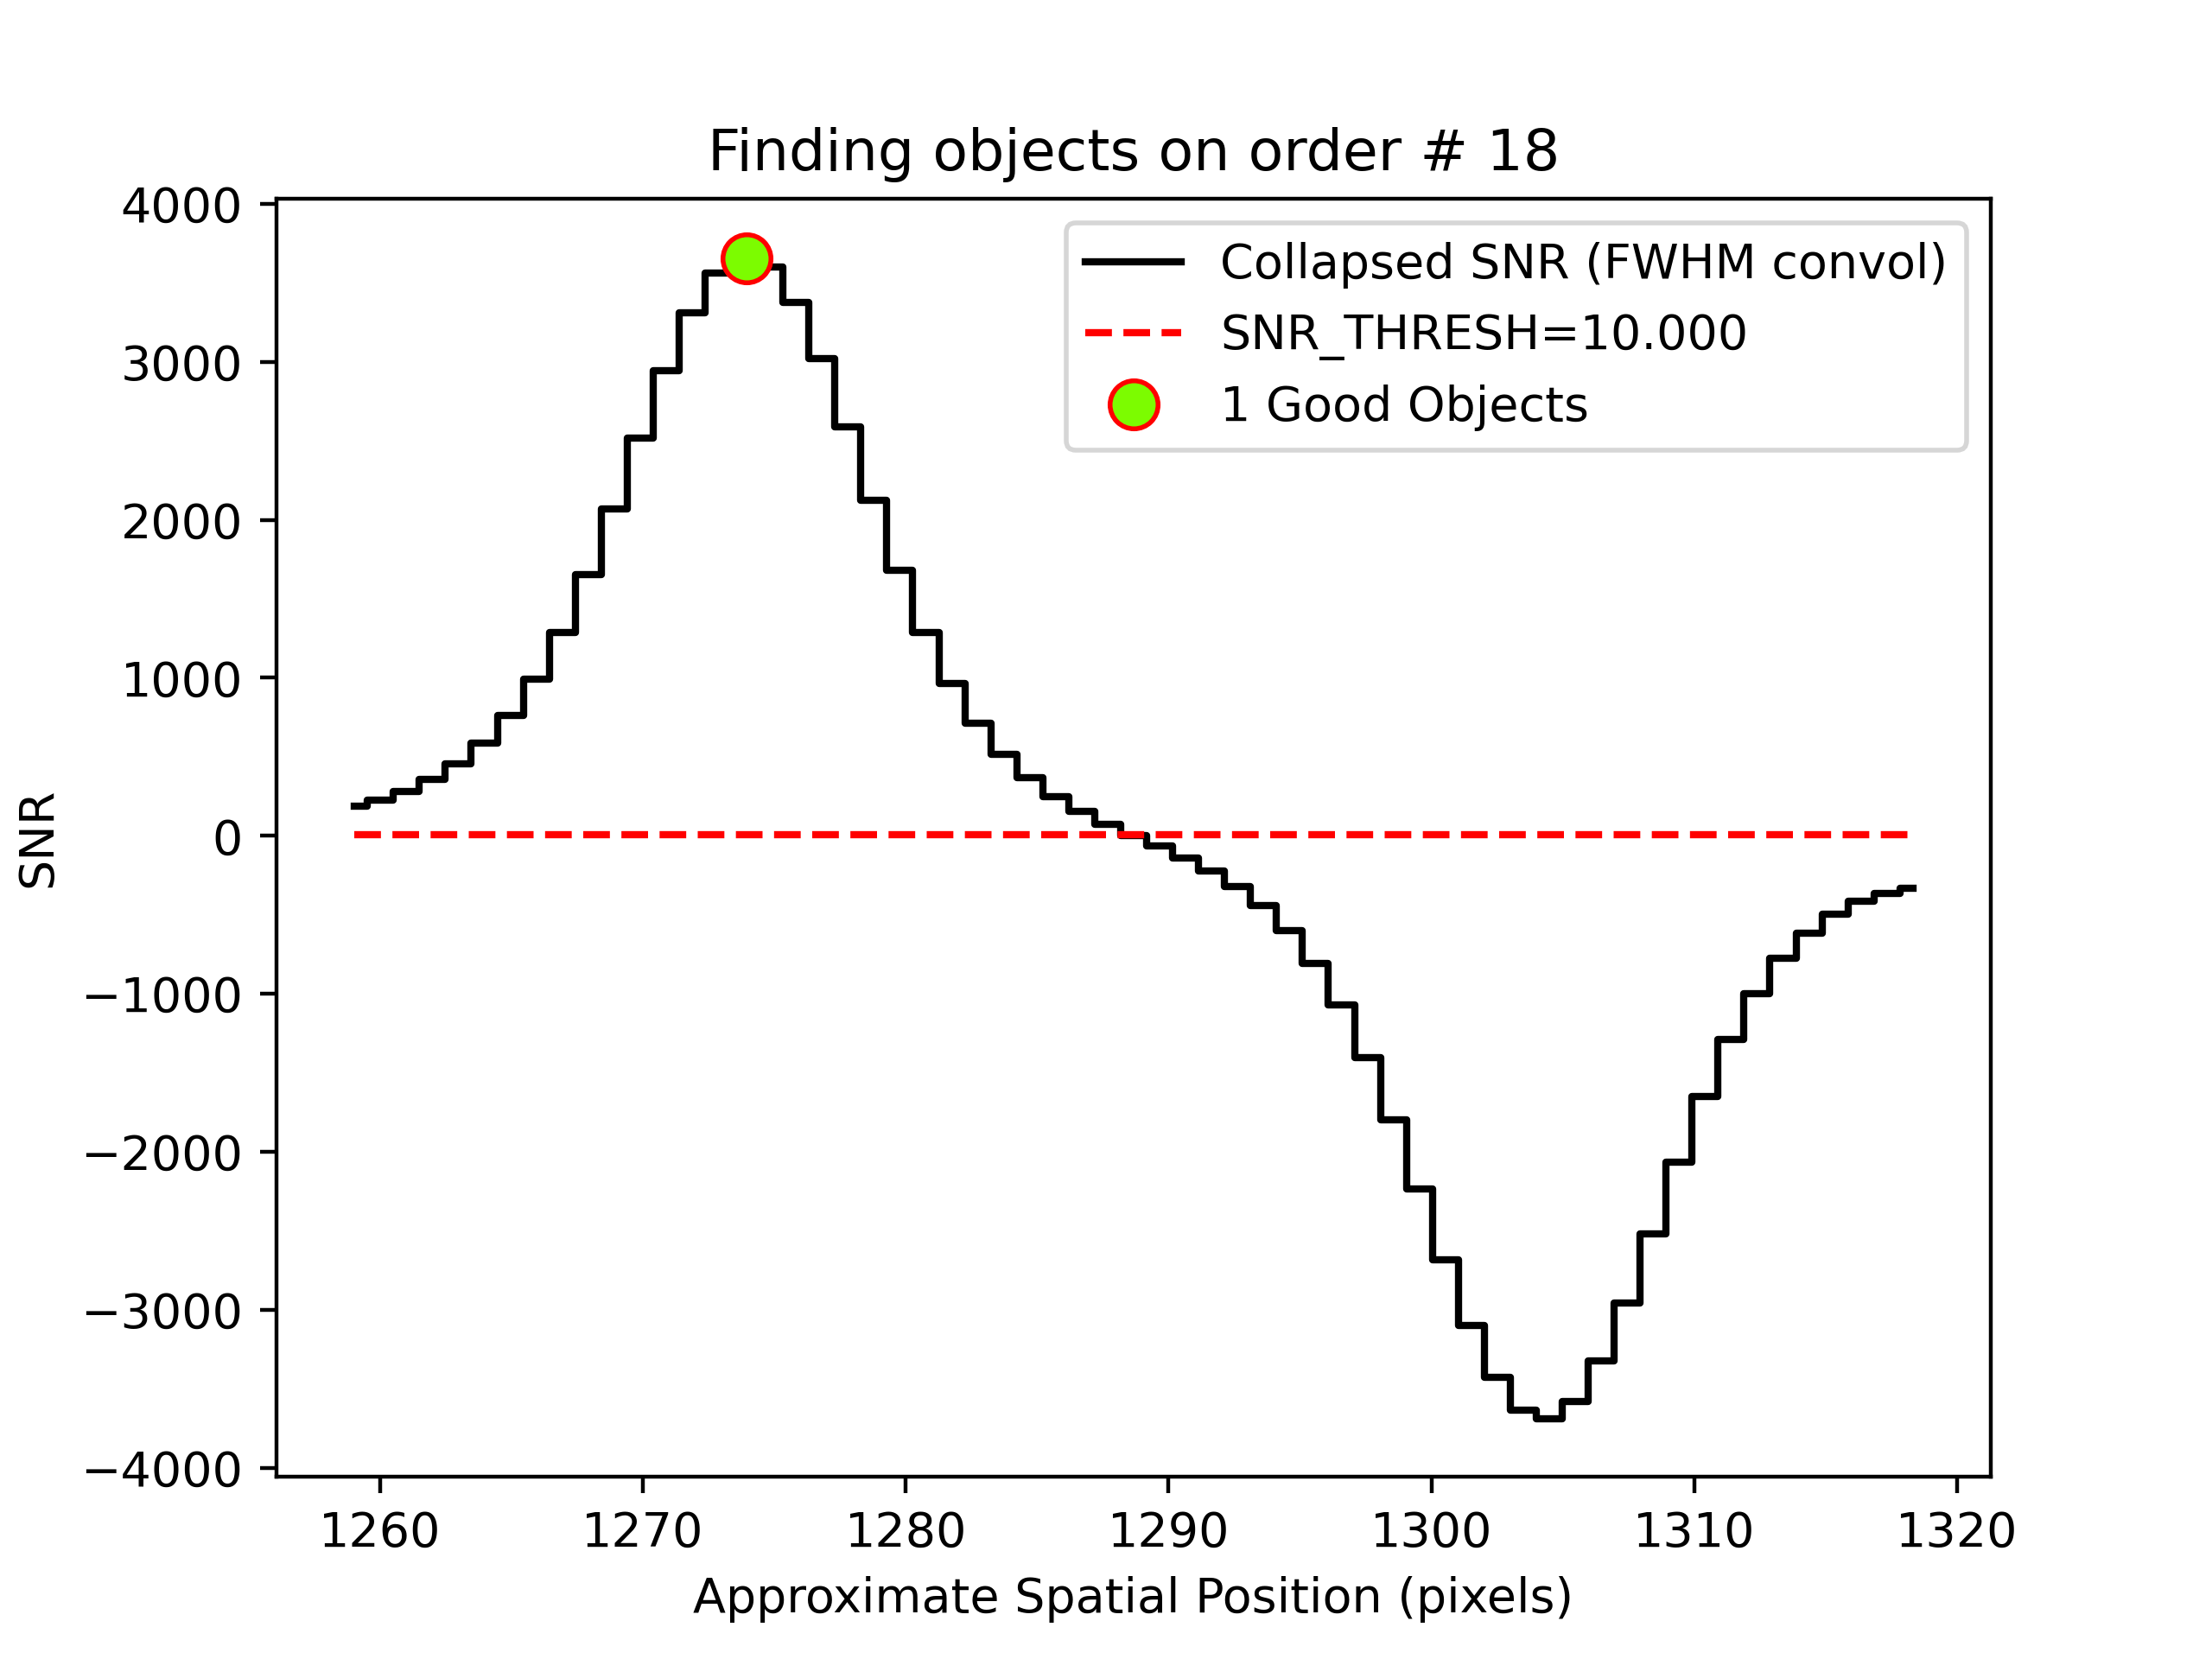 Finding objects on order # 18
4000
3000
2000
1000
0
−1000
−2000
−3000
−4000
SNR
Collapsed SNR (FWHM convol)
SNR_THRESH=10.000
1 Good Objects
1260 1270 1280 1290 1300 1310 1320
Approximate Spatial Position (pixels)